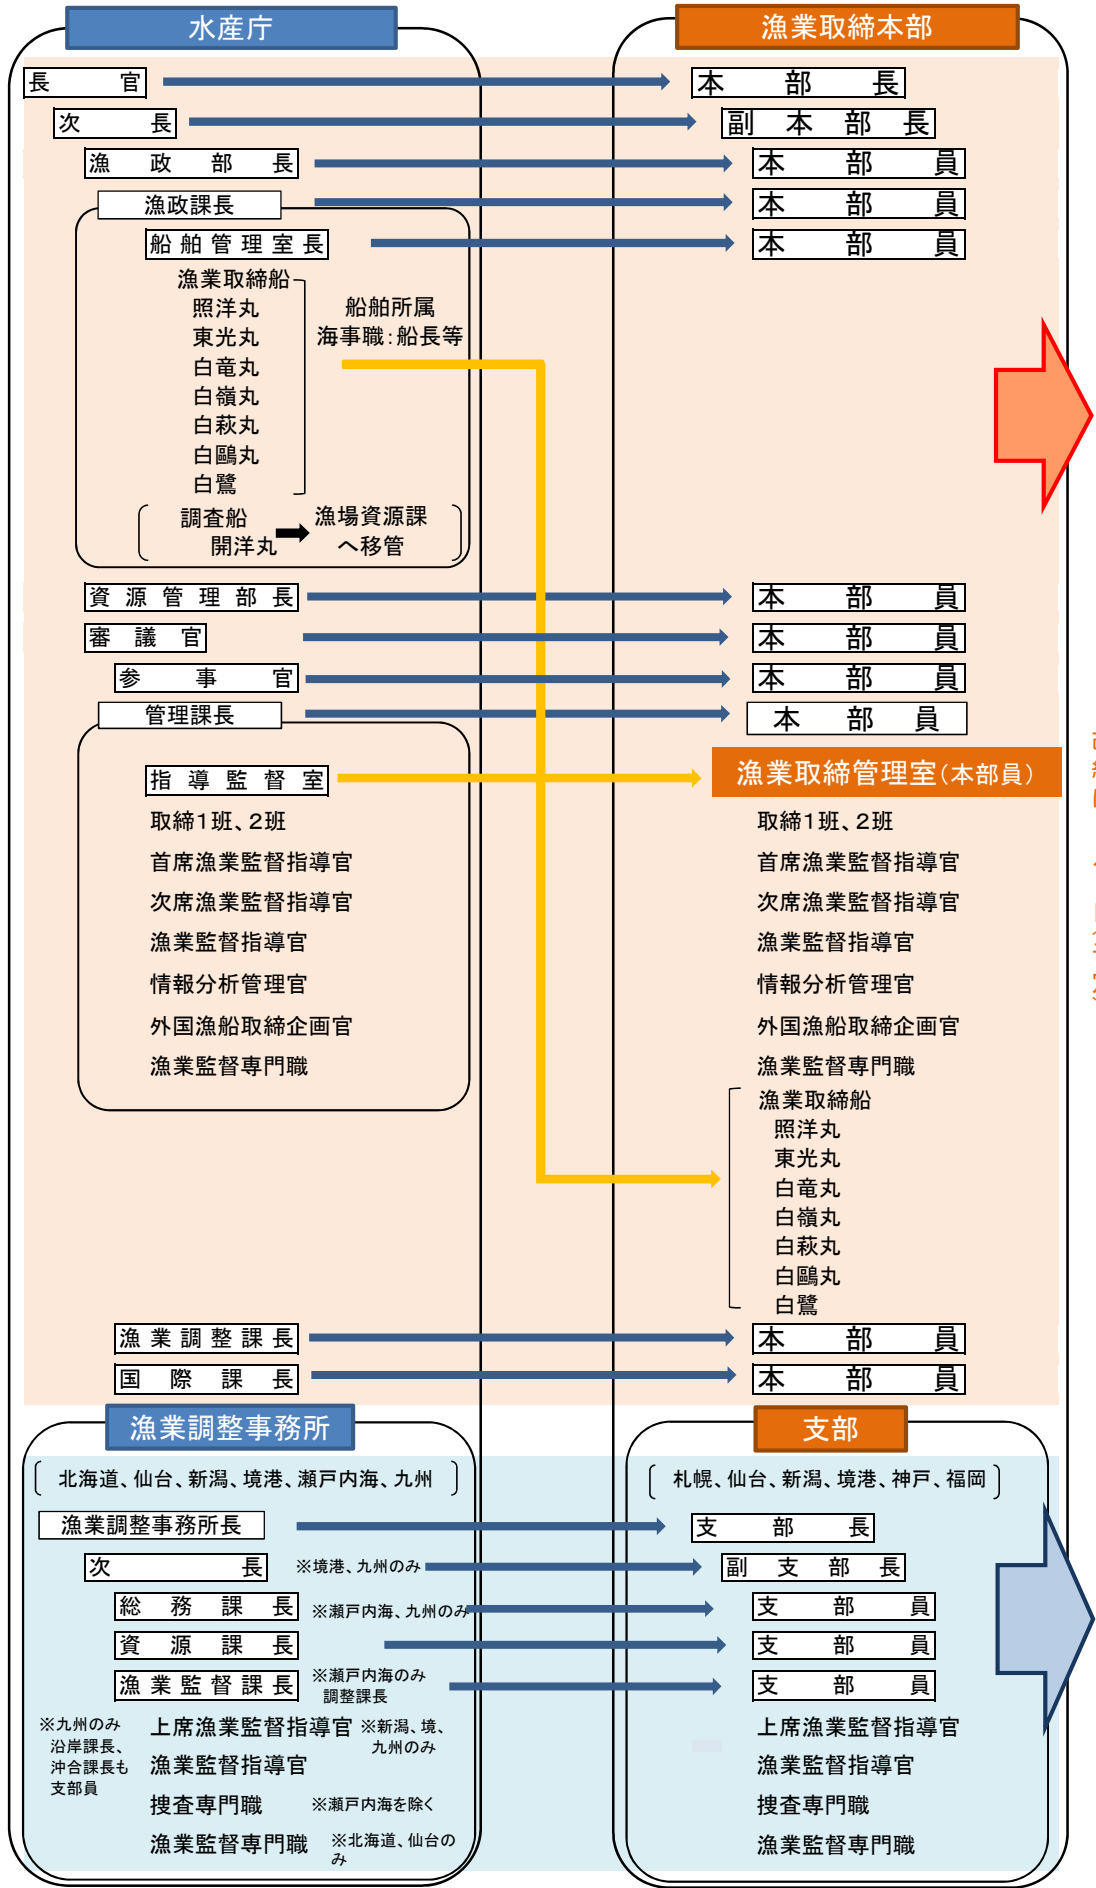 水産庁
漁業取締本部
長官
本部長
次長
副本部長
漁政部長
本部員
漁政課長
本部員
船舶管理室長
本部員
漁業取締船
照洋丸
東光丸
白竜丸
白嶺丸
白萩丸
白鷗丸
白鷺
船舶所属
海事職：船長等
調査船
開洋丸
漁場資源課
へ移管
資源管理部長
本部員
審議官
本部員
参事官
本部員
管理課長
本部員
指導監督室
漁業取締管理室（本部員）
取締1班、2班
首席漁業監督指導官
次席漁業監督指導官
漁業監督指導官
情報分析管理官
外国漁船取締企画官
漁業監督専門職
取締1班、2班
首席漁業監督指導官
次席漁業監督指導官
漁業監督指導官
情報分析管理官
外国漁船取締企画官
漁業監督専門職
漁業取締船
照洋丸
東光丸
白竜丸
白嶺丸
白萩丸
白鷗丸
白鷺
漁業調整課長
本部員
国際課長
本部員
漁業調整事務所
支部
北海道、仙台、新潟、境港、瀬戸内海、九州
札幌、仙台、新潟、境港、神戸、福岡
漁業調整事務所長
支部長
次長
※境港、九州のみ
副支部長
総務課長
※瀬戸内海、九州のみ
支部員
資源課長
支部員
漁業監督課長
※瀬戸内海のみ
調整課長
支部員
※九州のみ
沿岸課長、
沖合課長も
支部員
上席漁業監督指導官
※新潟、境、
九州のみ
漁業監督指導官
捜査専門職
※瀬戸内海を除く
漁業監督専門職
※北海道、仙台の
み
上席漁業監督指導官
漁業監督指導官
捜査専門職
漁業監督専門職